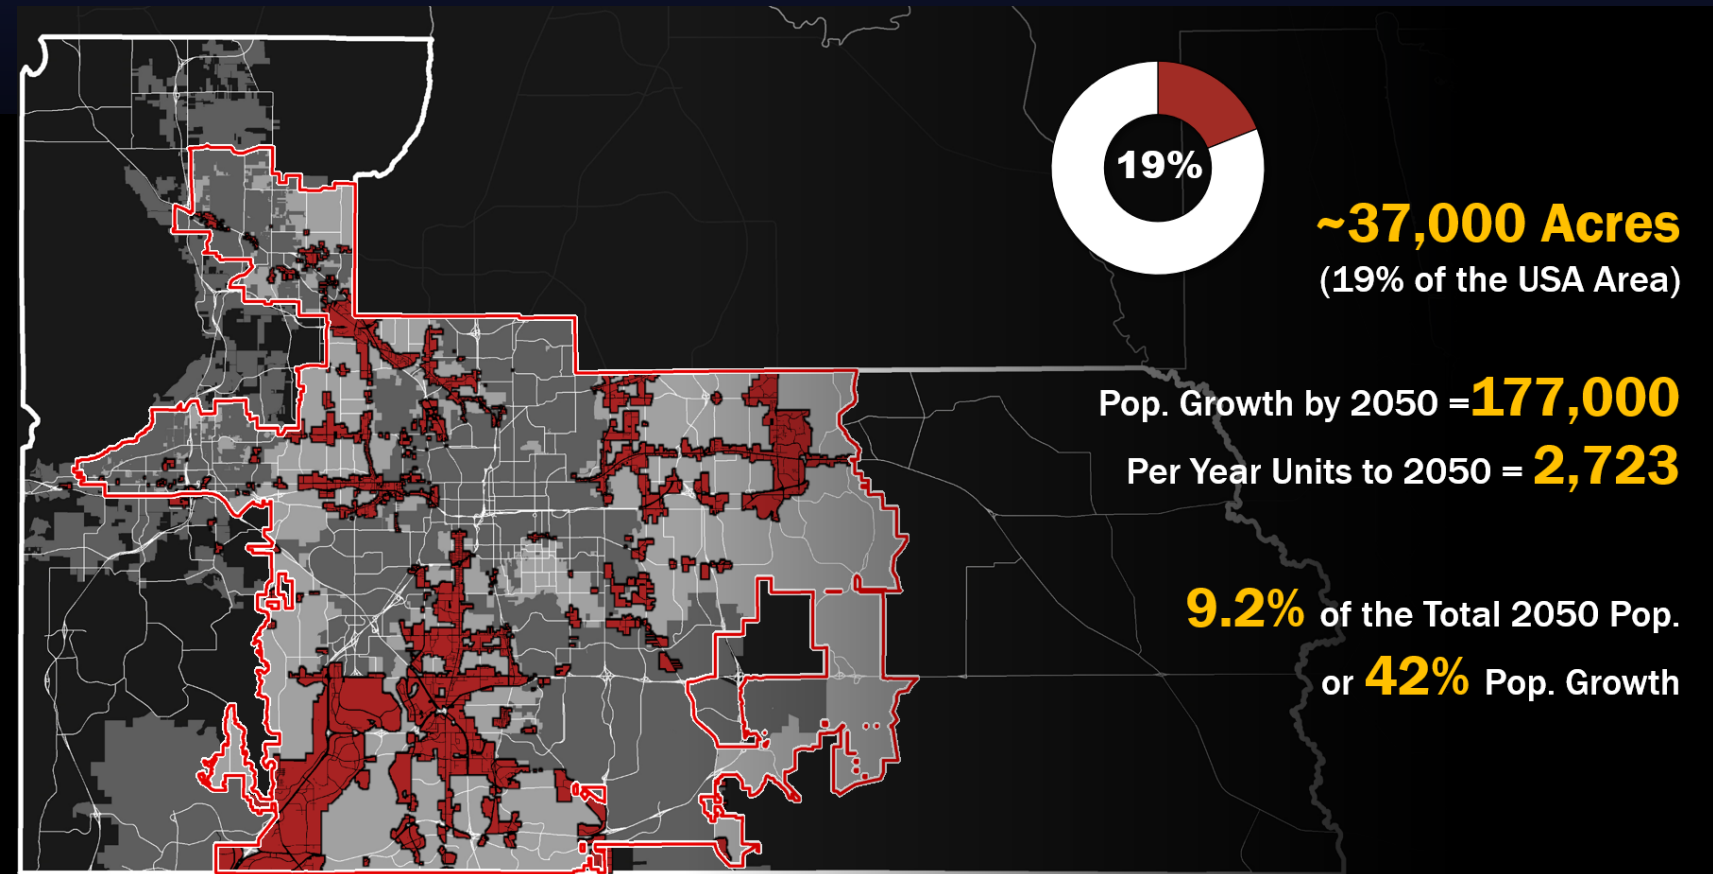 19%
~37,000 Acres
(19% of the USA Area)
Pop. Growth by 2050 =177,000
Per Year Units to 2050 = 2,723
9.2% of the Total 2050 Pop.
or 42% Pop. Growth